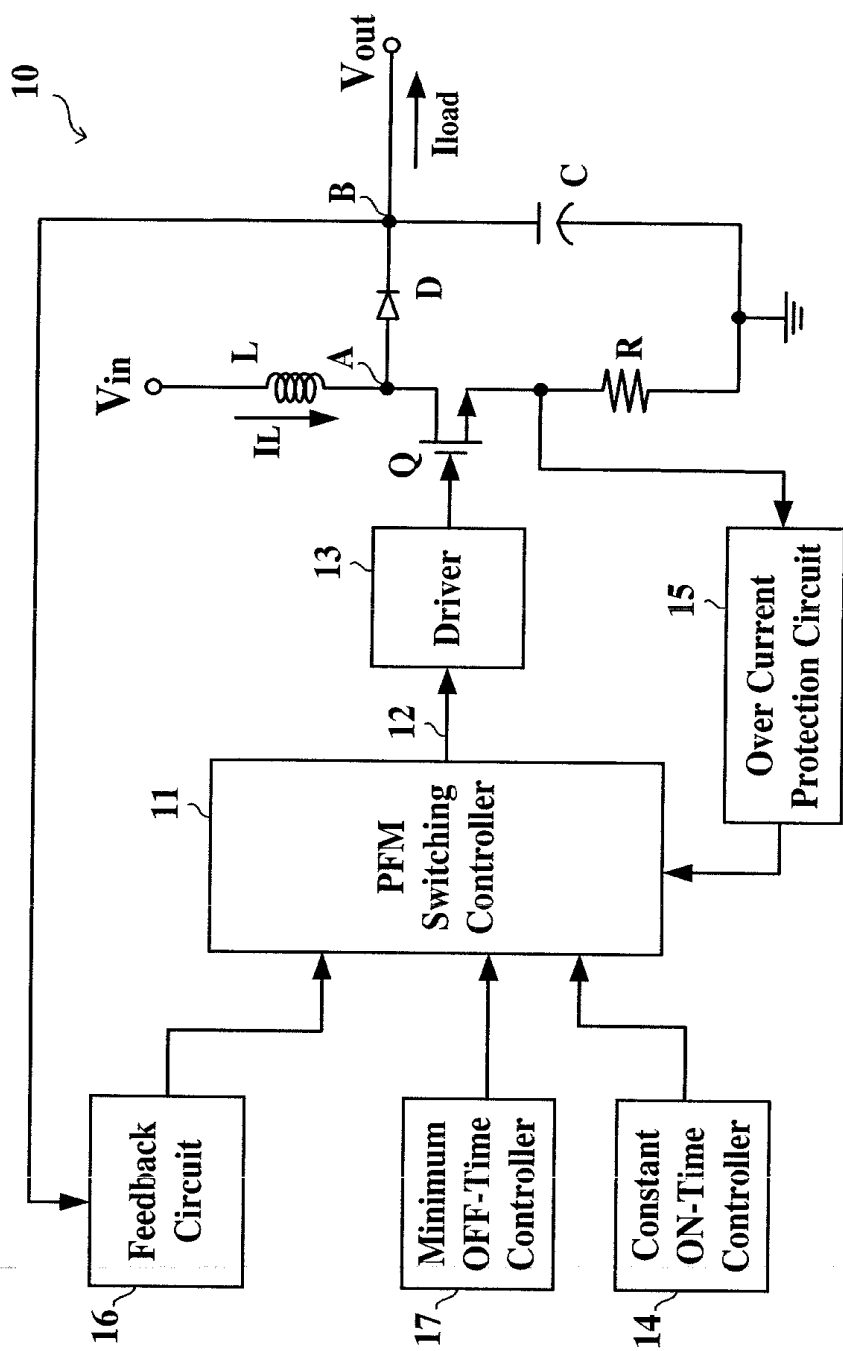 10
Vin
L
IL
A
B
Vout
Iload
D
C
Q
R
16
Feedback
Circuit
11
PFM
Switching
Controller
12
13
Driver
17
Minimum
OFF-Time
Controller
14
Constant
ON-Time
Controller
15
Over Current
Protection Circuit